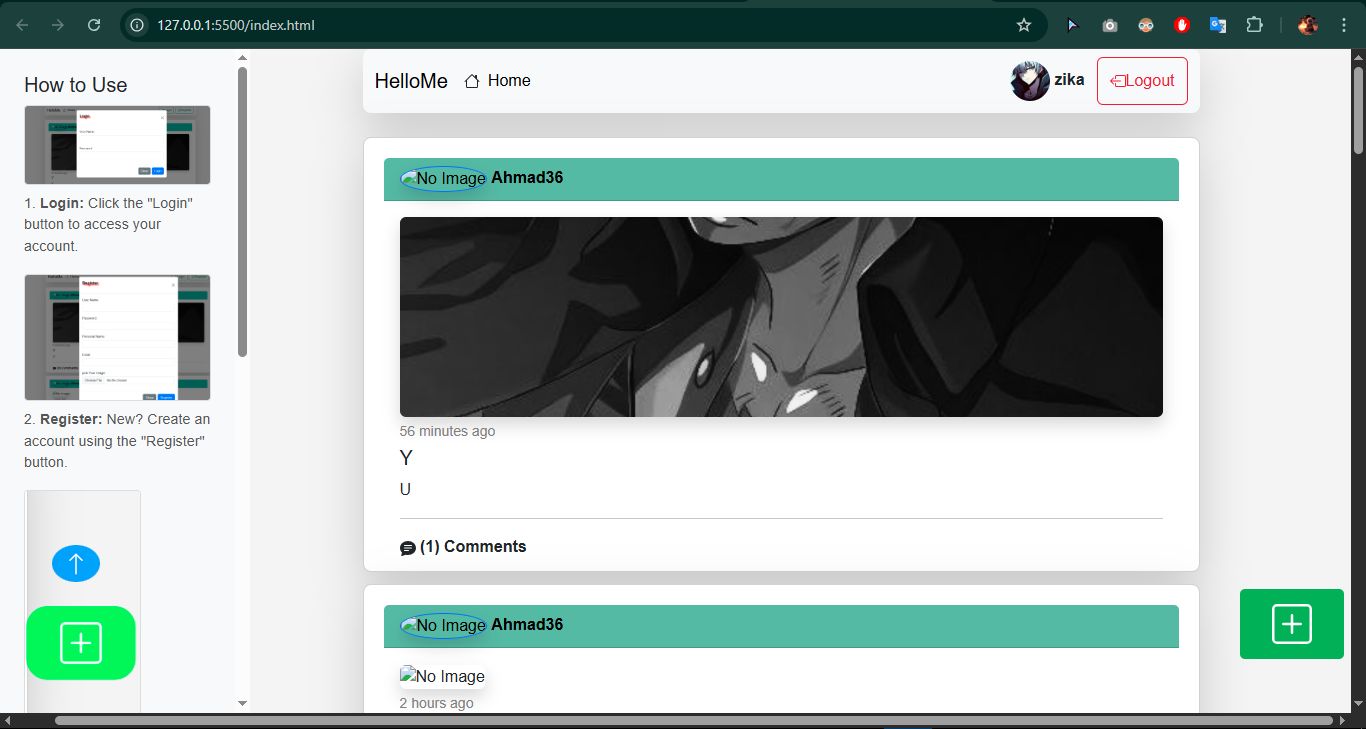 127.0.0.1:5500/index.html
How to Use
Login
Register
1. Login: Click the "Login"
button to access your
account.
2. Register: New? Create an
account using the "Register"
button.
HelloMe Home
zika
Logout
No Image Ahmad36
56 minutes ago
Y
U
(1) Comments
No Image Ahmad36
No Image
2 hours ago